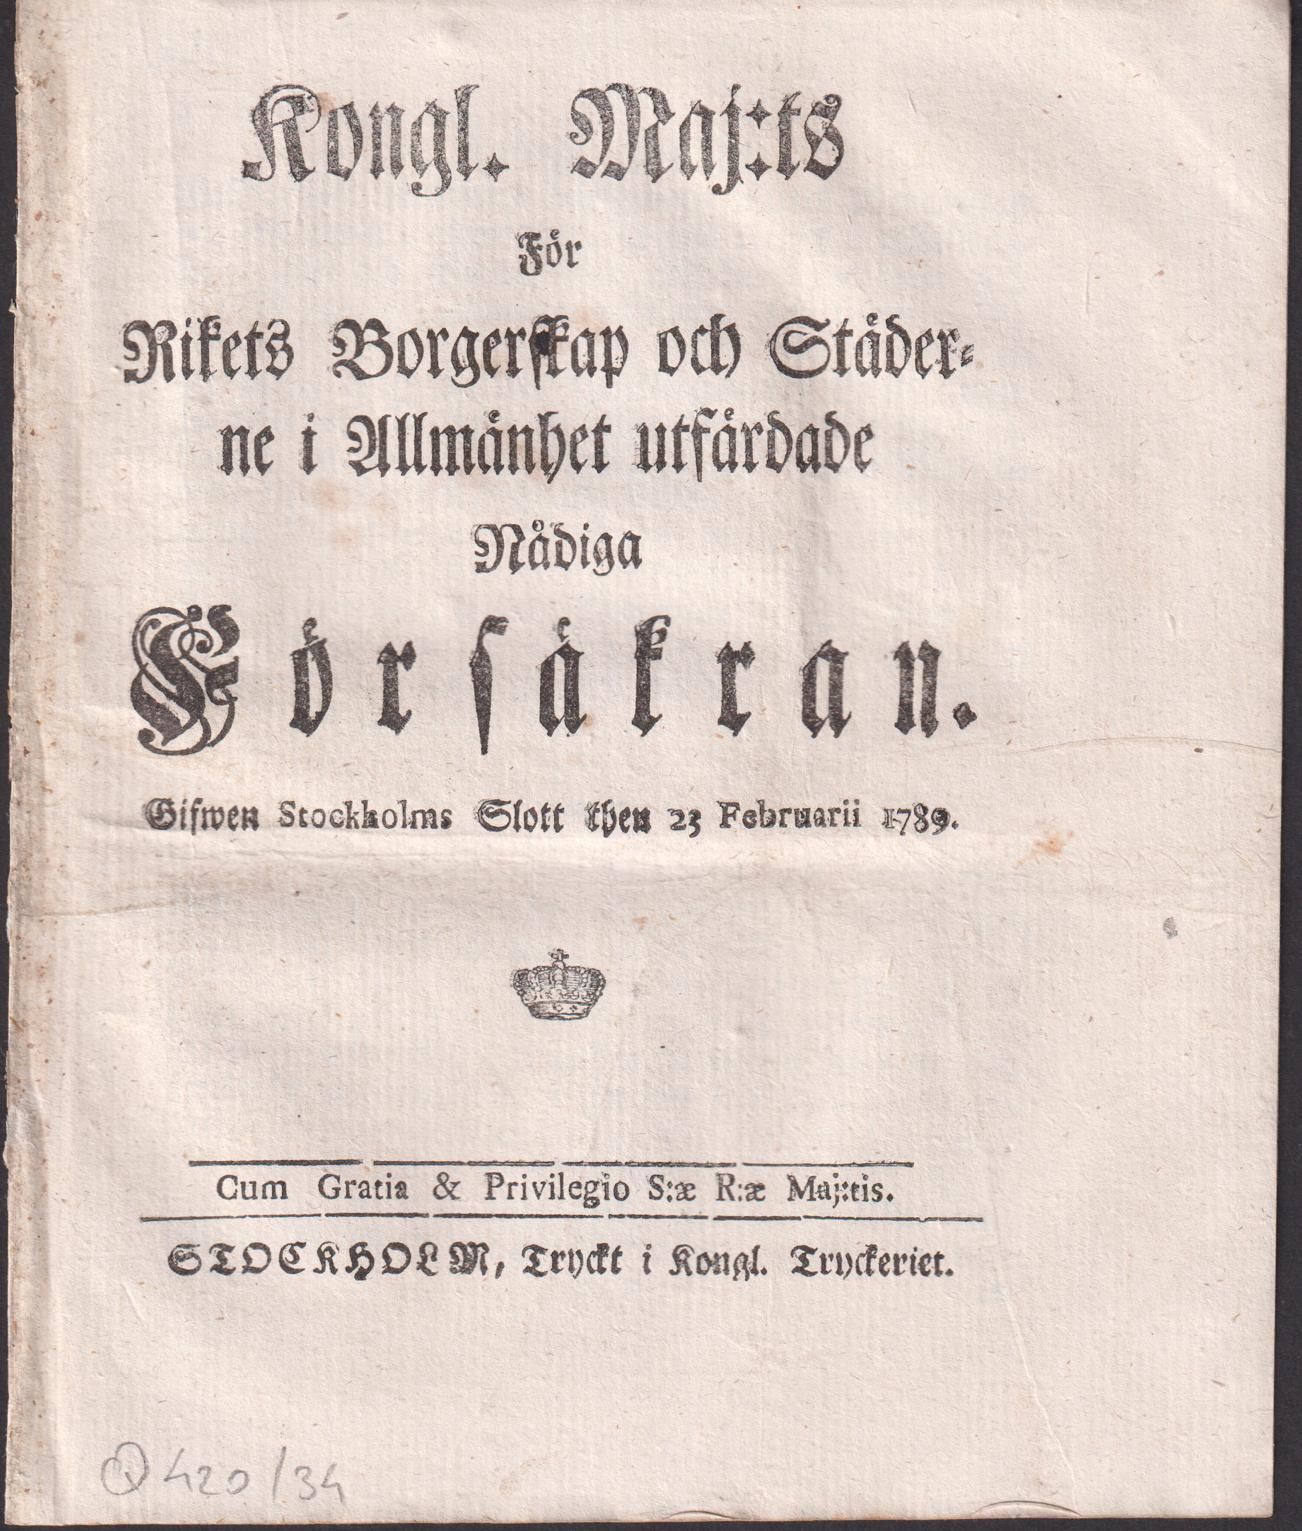 Kongl. Maj:ts
För
Rikets Borgerskap och Städer=
ne i Allmänhet utfärdade
Nådiga
Försäkran.
Gifwen Stockholms Slott then 23 Februarii 1789.
Cum Gratia & Privilegio S:æ R:æ Maj:tis.
STOCKHOLM, Tryckt i Kongl. Tryckeriet.
Q 420/34